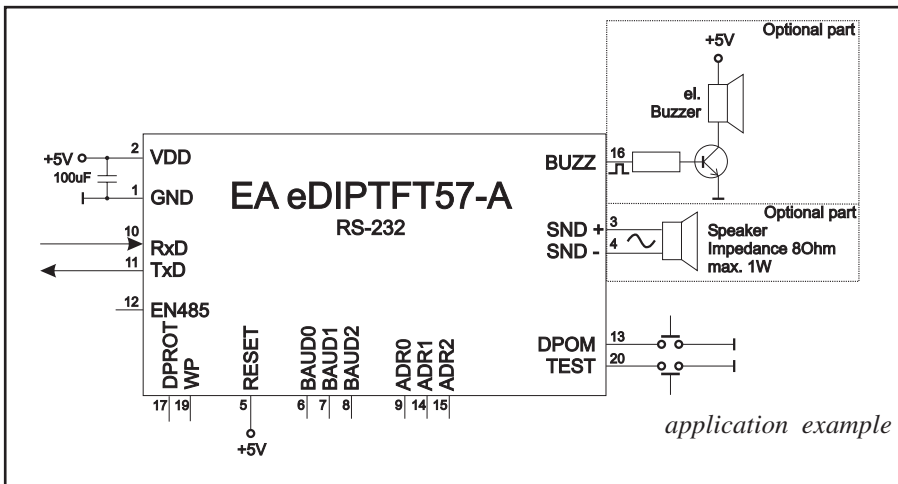 Optional part
+5V
el.
Buzzer
2
+5V
VDD
100uF
1
GND
EA eDIPTFT57-A
RS-232
BUZZ
16
Optional part
10
RxD
11
TxD
SND +
3
SND -
4
Speaker
Impedance 8Ohm
max. 1W
12
EN485
DPROT
WP
RESET
BAUD0
BAUD1
BAUD2
ADR0
ADR1
ADR2
DPOM
13
TEST
20
17
19
5
6
7
8
9
14
15
+5V
application example